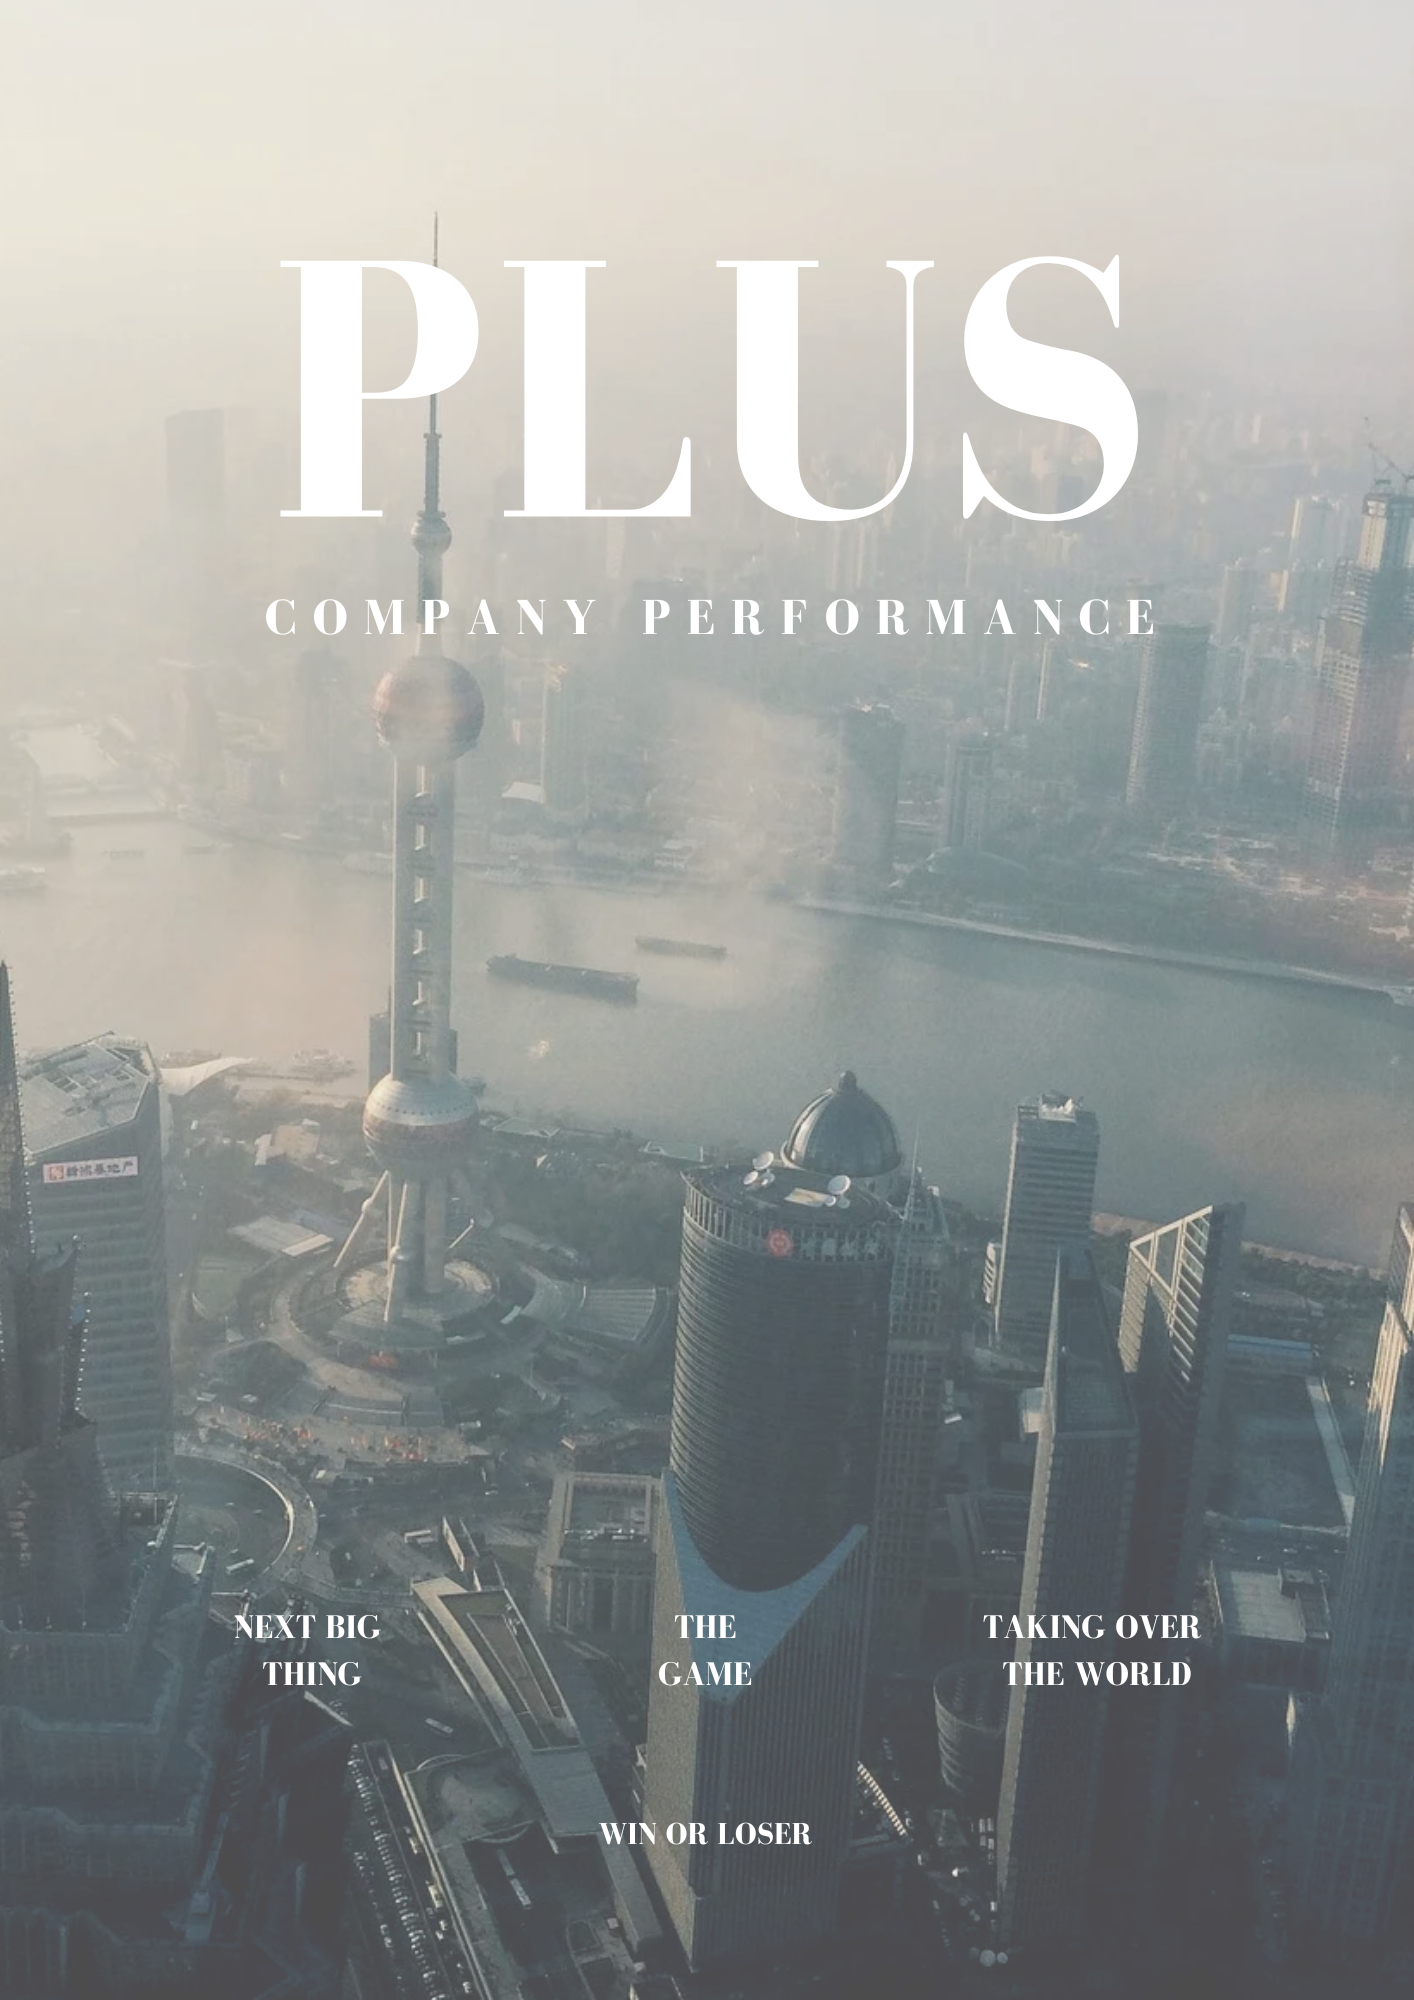 PLUS
COMPANY PERFORMANCE
NEXT BIG
THING
THE
GAME
TAKING OVER
THE WORLD
WIN OR LOSER